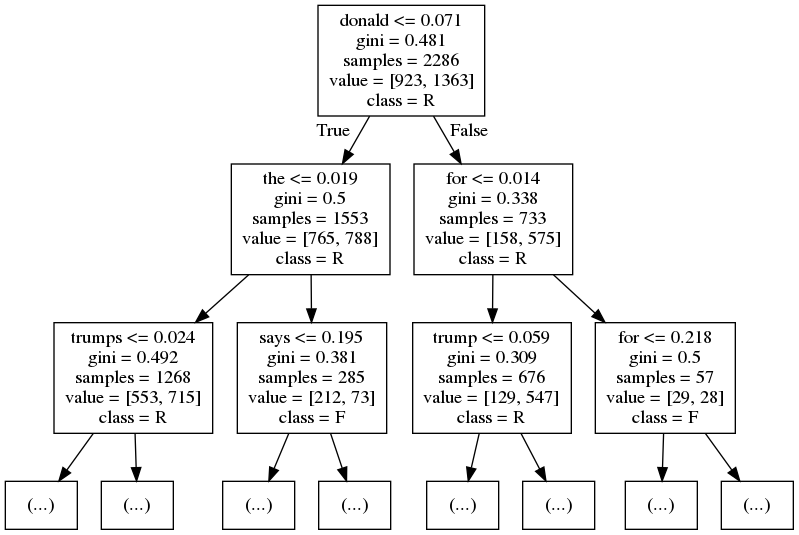 donald <= 0.071
gini = 0.481
samples = 2286
value = [923, 1363]
class = R
True
False
the <= 0.019
gini = 0.5
samples = 1553
value = [765, 788]
class = R
for <= 0.014
gini = 0.338
samples = 733
value = [158, 575]
class = R
trumps <= 0.024
gini = 0.492
samples = 1268
value = [553, 715]
class = R
says <= 0.195
gini = 0.381
samples = 285
value = [212, 73]
class = F
trump <= 0.059
gini = 0.309
samples = 676
value = [129, 547]
class = R
for <= 0.218
gini = 0.5
samples = 57
value = [29, 28]
class = F
(...)
(...)
(...)
(...)
(...)
(...)
(...)
(...)